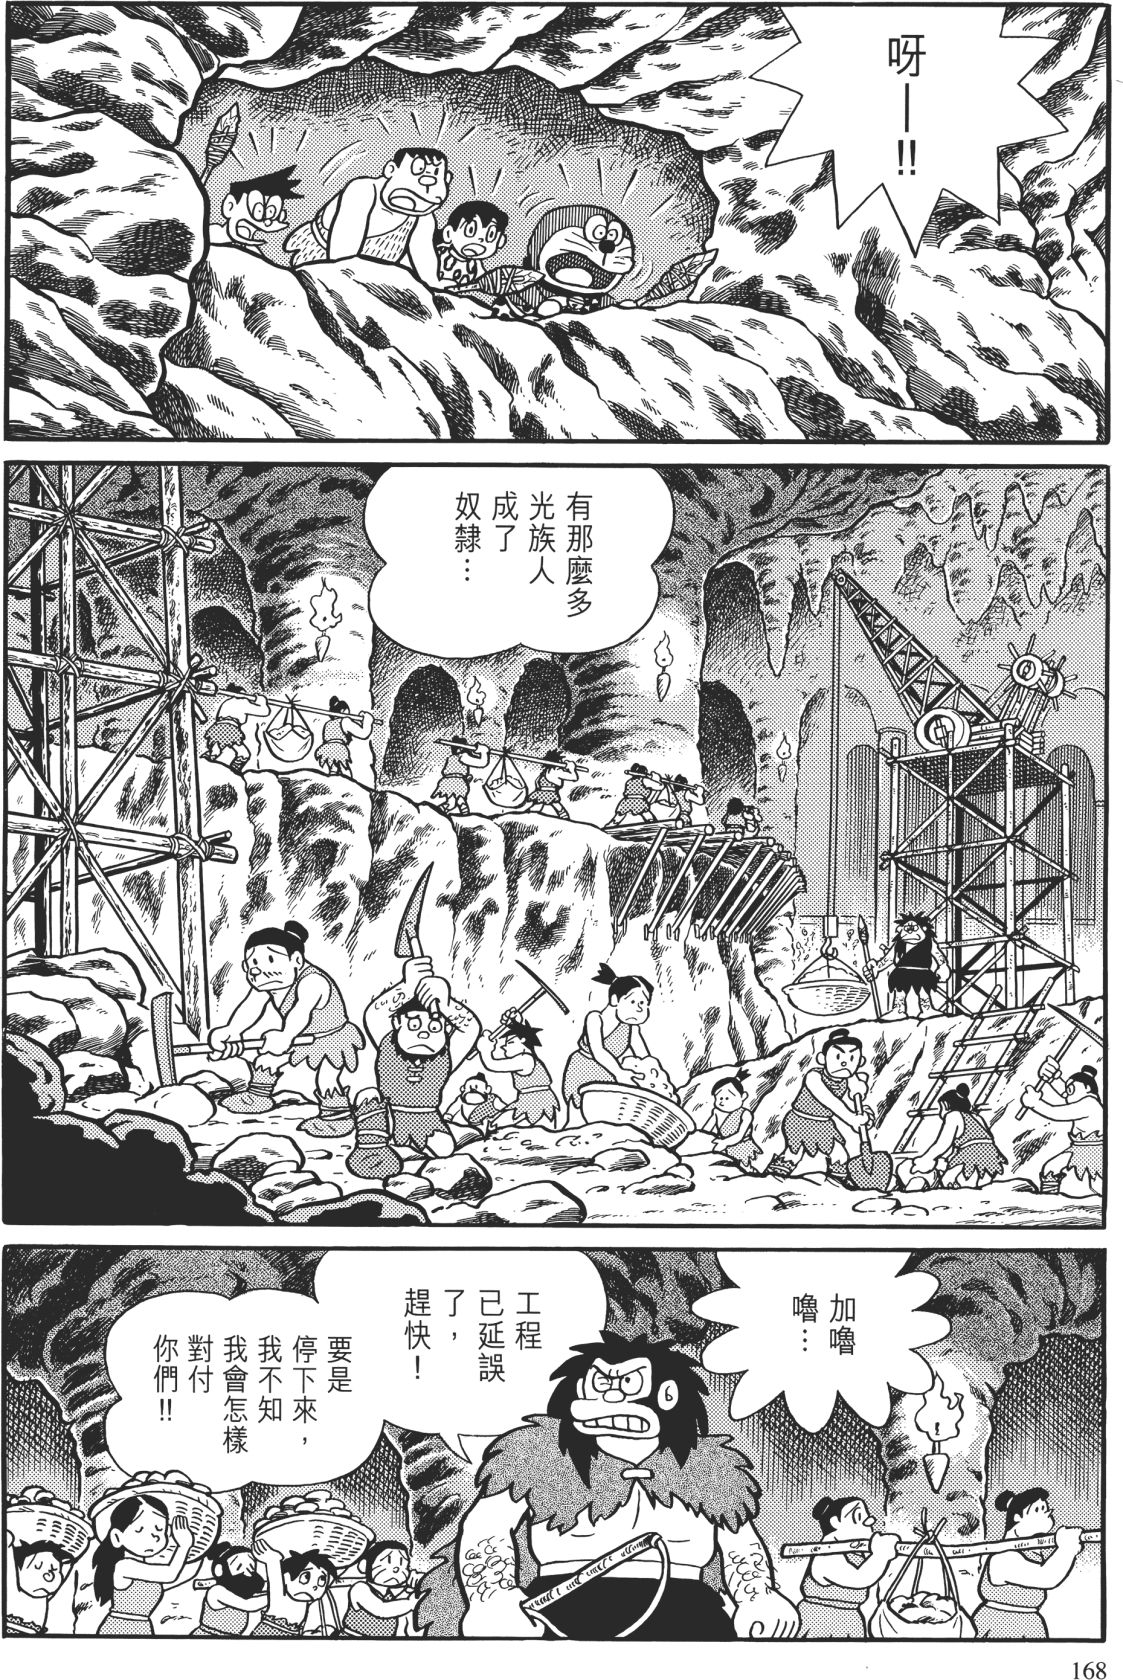 呀—!!
有那麼多
光族人
成了
奴隸…
加嚕
嚕…
工程
已延誤
了，
趕快！
要是
停下來，
我不知
我會怎樣
對付
你們!!
168